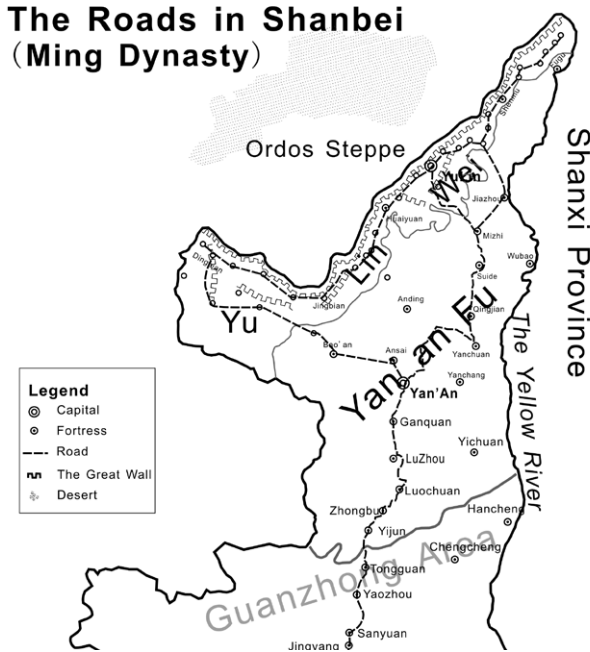 The Roads in Shanbei
(Ming Dynasty)
Ordos Steppe
Shanxi Province
Shenmu
Yu Lin Wei
Yulin
Jiazhou
Huaiyuan
Mizhi
Wubao
Dingbian
Suide
Jingbian
Anding
Qingjian
The Yellow River
Bao' an
Ansai
Yanchuan
Yan' an Fu
Yanchang
Yan'An
Legend
Capital
Fortress
Road
The Great Wall
Desert
Ganquan
Yichuan
LuZhou
Luochuan
Zhongbu
Hancheng
Yijun
Chengcheng
Guanzhong Area
Tongguan
Yaozhou
Sanyuan
Jingyang